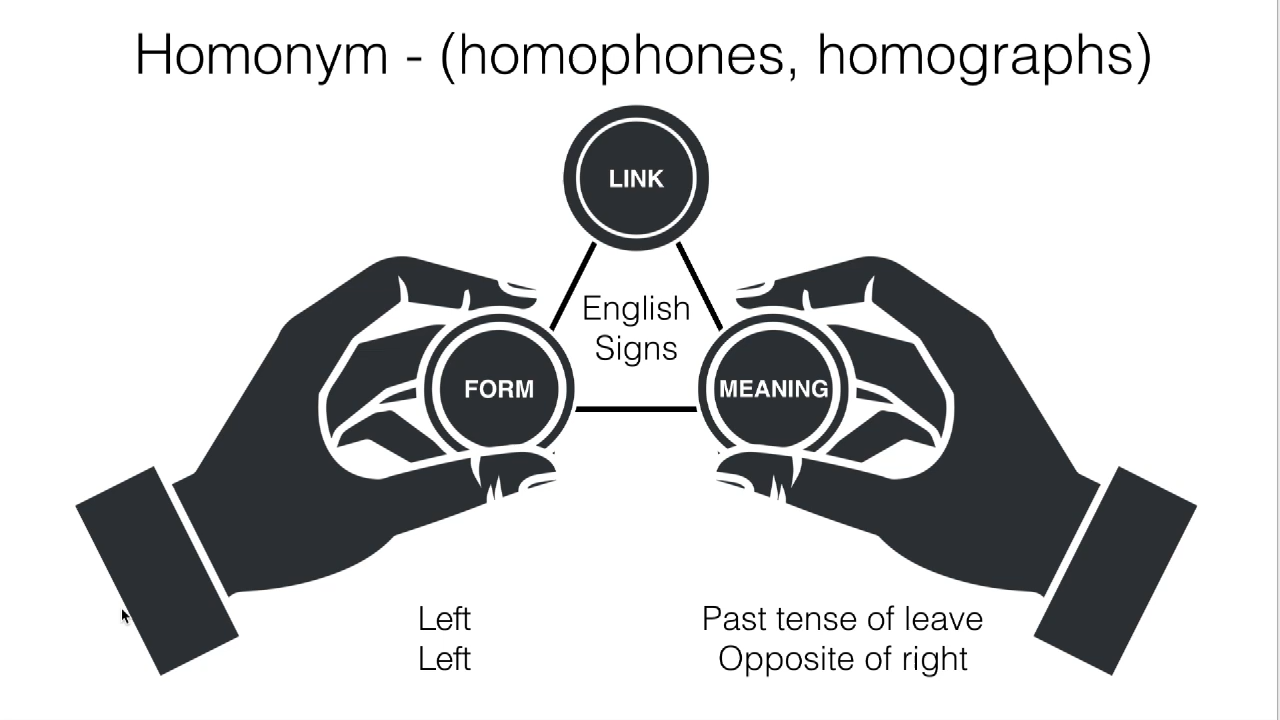 Homonym - (homophones, homographs)
LINK
English
Signs
FORM
MEANING
Left
Left
Past tense of leave
Opposite of right